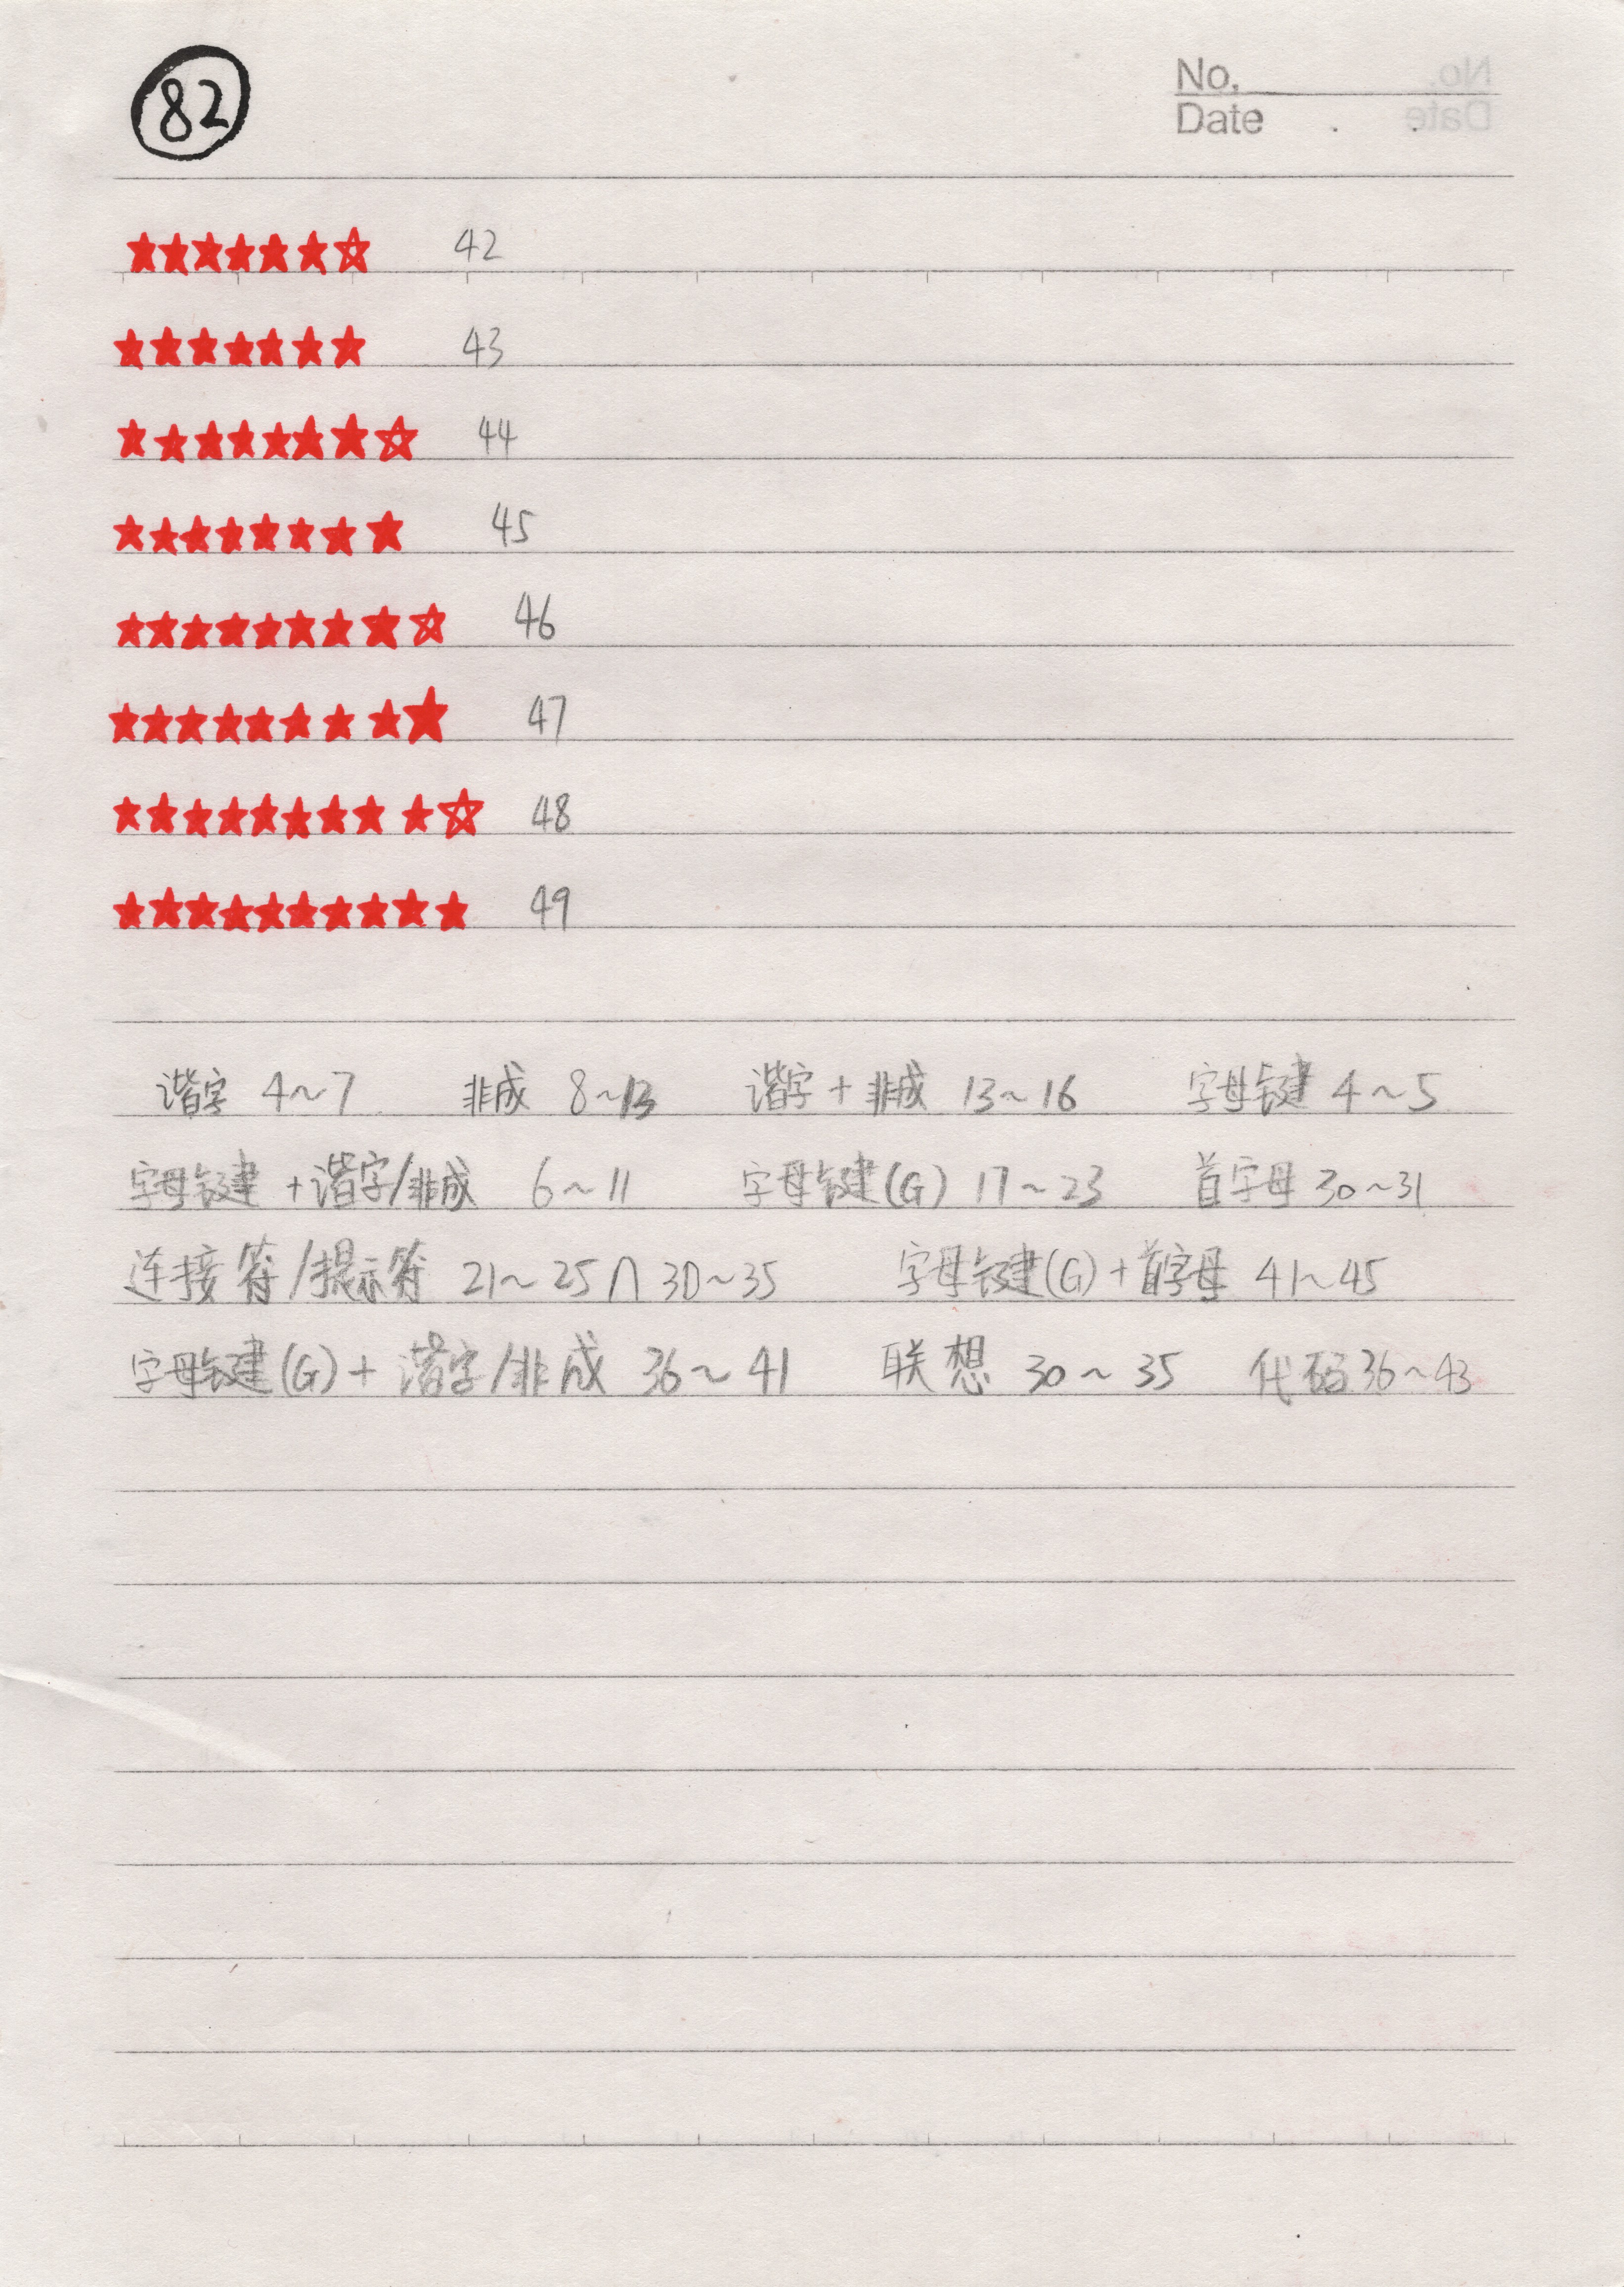 82
No.
Date . .
★★★★★★☆ 42
★★★★★★★ 43
★★★★★★★☆ 44
★★★★★★★★ 45
★★★★★★★★☆ 46
★★★★★★★★★ 47
★★★★★★★★★☆ 48
★★★★★★★★★★ 49
谐字 4~7 非成 8~13 谐字+非成 13~16 字母键 4~5
字母键+谐字/非成 6~11 字母键(G) 17~23 首字母 30~31
连接符/提示符 21~25∩30~35 字母键(G)+首字母 41~45
字母键(G)+谐字/非成 36~41 联想 30~35 代码 36~43